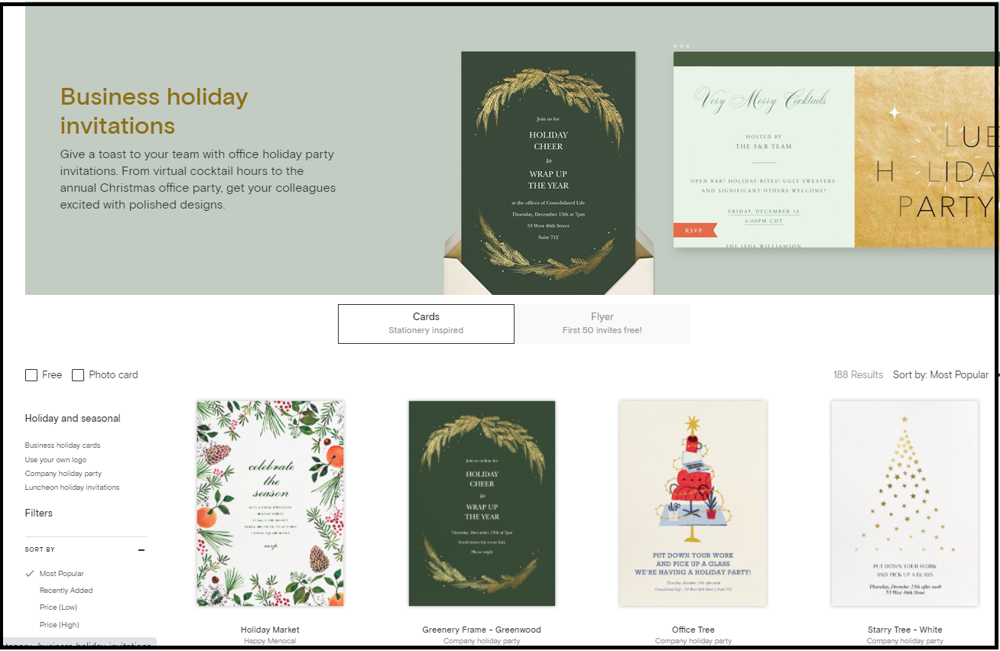 Business holiday
invitations
Give a toast to your team with office holiday party
invitations. From virtual cocktail hours to the
annual Christmas office party, get your colleagues
excited with polished designs.
Join us for
HOLIDAY
CHEER
to
WRAP UP
THE YEAR
at the offices of Consolidated Life
Thursday, December 13th at 7pm
53 West 46th Street
Suite 712
Very Merry Cocktails
HOSTED BY
THE S&B TEAM
OPEN BAR! HOLIDAY BITES! UGLY SWEATERS
AND SIGNIFICANT OTHERS WELCOME!
FRIDAY, DECEMBER 18
6:00PM CDT
RSVP
THE JADA WILLIAMSON
LUE
H LIDA
PARTY
Cards
Stationery inspired
Flyer
First 50 invites free!
Free
Photo card
188 Results
Sort by: Most Popular
Holiday and seasonal
Business holiday cards
Use your own logo
Company holiday party
Luncheon holiday invitations
Filters
SORT BY
Most Popular
Recently Added
Price (Low)
Price (High)
celebrate
the
season
rsvp
Holiday Market
Happy Menocal
Join us online for
HOLIDAY
CHEER
to
WRAP UP
THE YEAR
Thursday, December 13th at 7pm
Scroll down for event link
Please reply
Greenery Frame - Greenwood
Company holiday party
PUT DOWN YOUR WORK
AND PICK UP A GLASS
WE'RE HAVING A HOLIDAY PARTY!
Thursday, December 13th after work
Consolidated Life | 53 West 46th Street | Suite 712
Office Tree
Company holiday party
PUT DOWN YOUR WORK
AND PICK UP A GLASS
Thursday, December 13th after work
53 West 46th Street
Starry Tree - White
Company holiday party